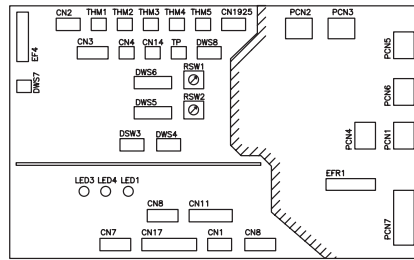 CN2 THM1 THM2 THM3 THM4 THM5 CN1925 PCN2 PCN3
EF4
CN3 CN4 CN14 TP DWS8
PCN5
DWS7
DWS6 RSW1
PCN6
DWS5 RSW2
DSW3 DWS4
PCN4 PCN1
LED3 LED4 LED1
EFR1
CN8 CN11
PCN7
CN7 CN17 CN1 CN8